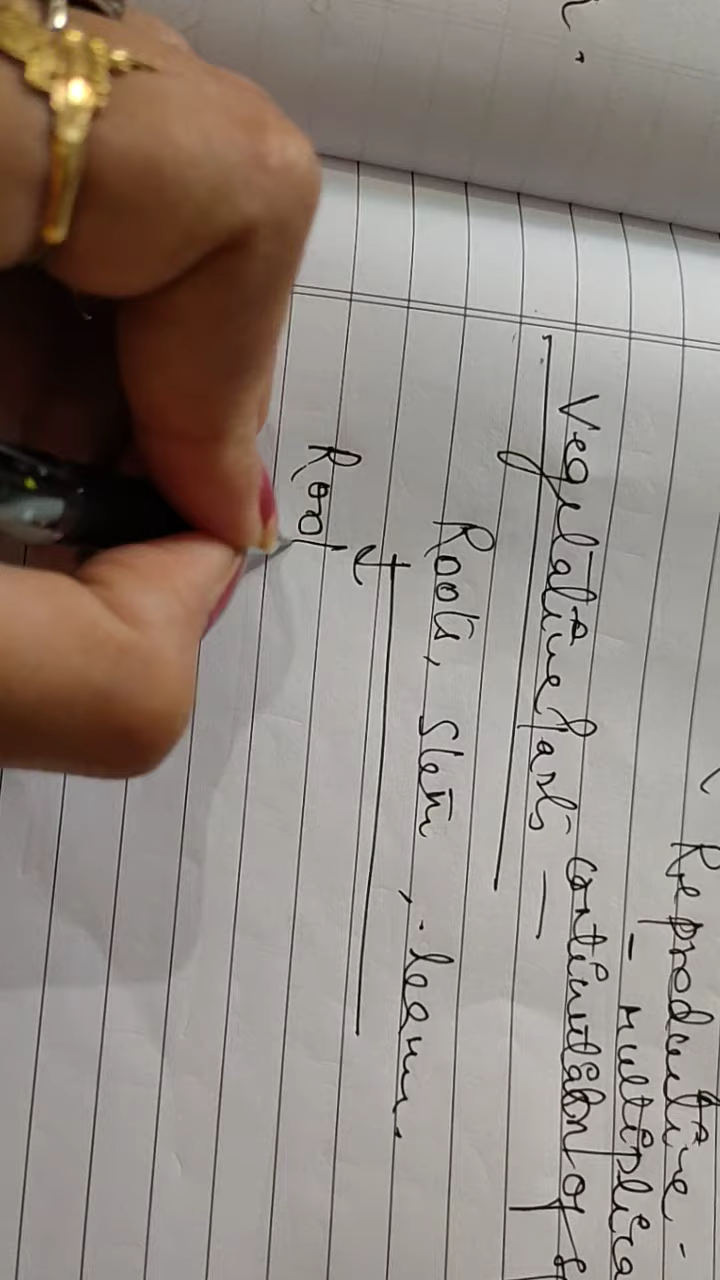 Reproductive -
- multiplica
continuation of s
Vegetative Parts -
Roots, Stem, leaves.
Root